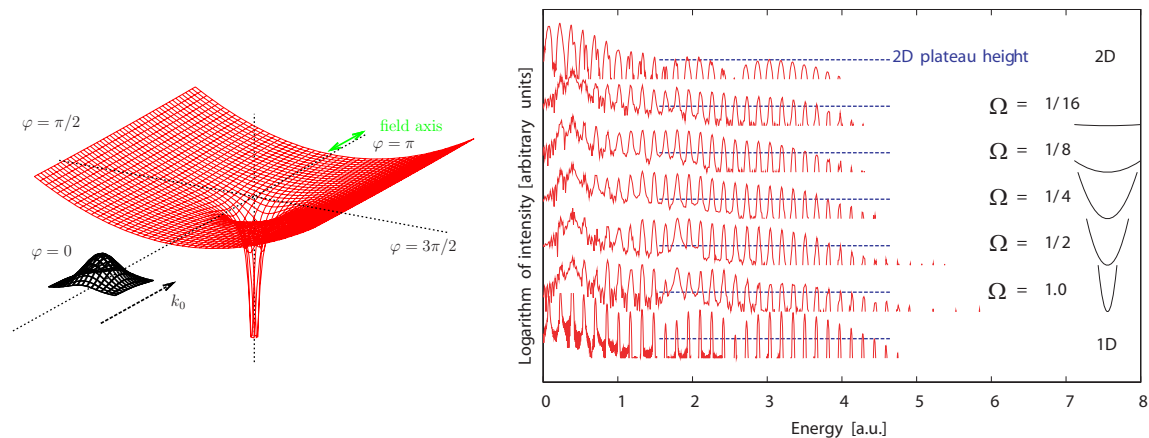 φ = π/2
field axis
φ = π
φ = 0
φ = 3π/2
k₀
Logarithm of intensity [arbitrary units]
2D plateau height
2D
Ω = 1/16
Ω = 1/8
Ω = 1/4
Ω = 1/2
Ω = 1.0
1D
0 1 2 3 4 5 6 7 8
Energy [a.u.]